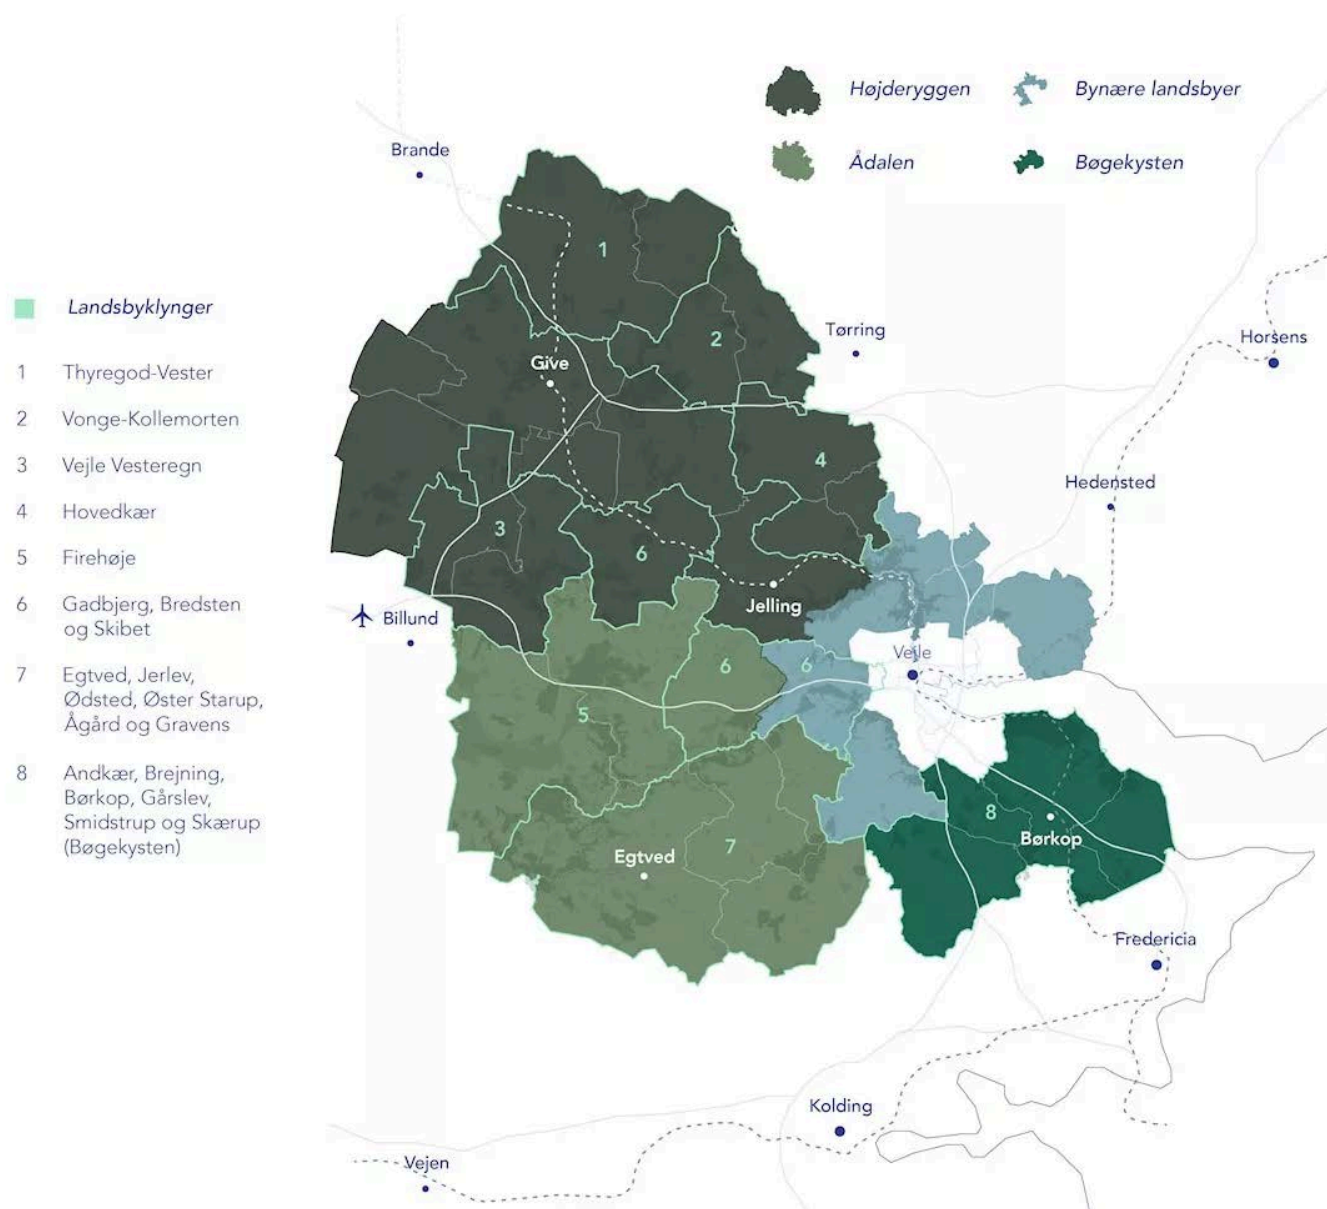 Højderyggen
Bynære landsbyer
Ådalen
Bøgekysten
Landsbyklynger
1 Thyregod-Vester
2 Vonge-Kollemorten
3 Vejle Vesteregn
4 Hovedkær
5 Firehøje
6 Gadbjerg, Bredsten
og Skibet
7 Egtved, Jerlev,
Ødsted, Øster Starup,
Ågård og Gravens
8 Andkær, Brejning,
Børkop, Gårslev,
Smidstrup og Skærup
(Bøgekysten)
Brande
1
Tørring
2
Horsens
Give
4
Hedensted
3
6
Jelling
Billund
Vejle
6
6
5
8
Børkop
7
Egtved
Fredericia
Kolding
Vejen